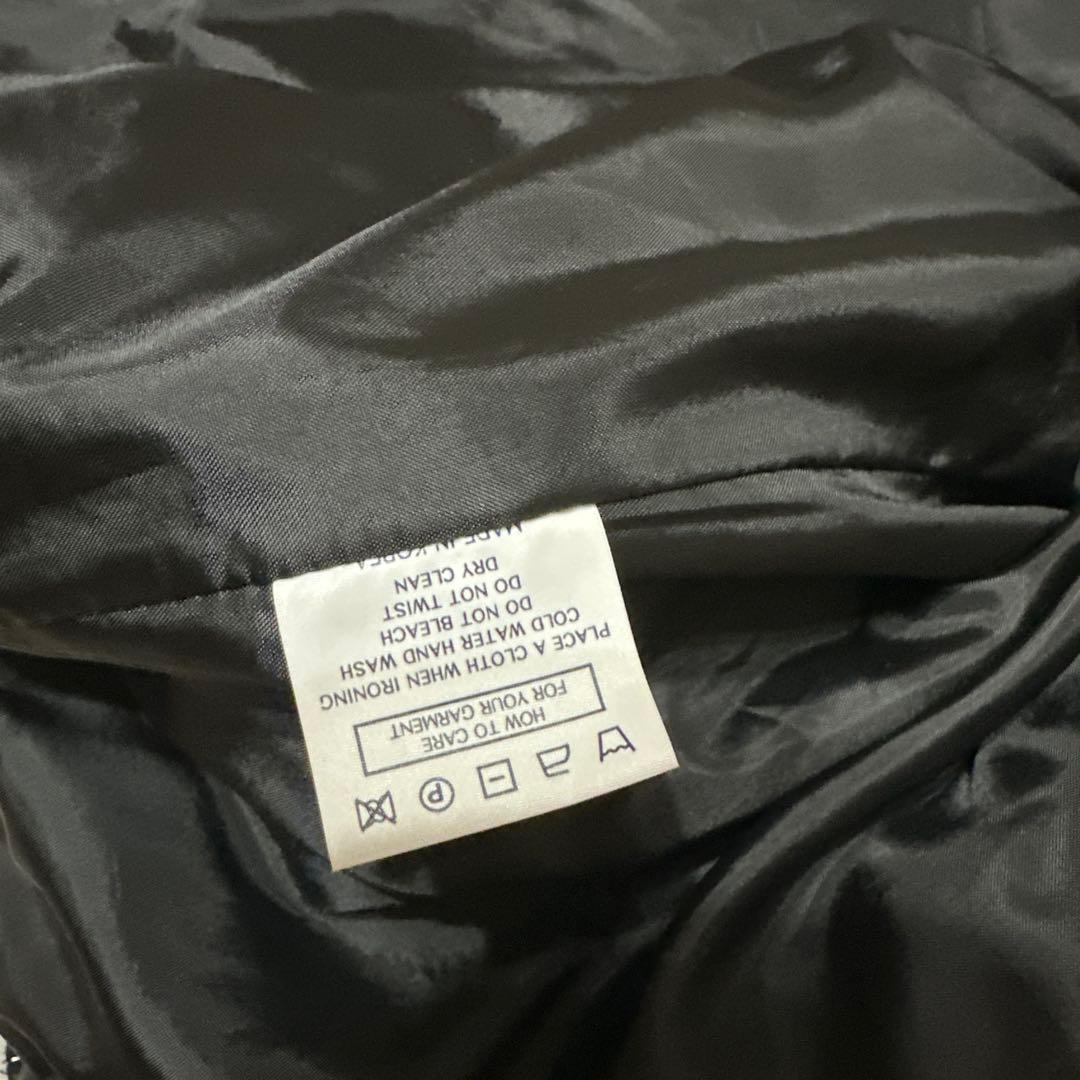 HOW TO CARE
FOR YOUR GARMENT
PLACE A CLOTH WHEN IRONING
COLD WATER HAND WASH
DO NOT BLEACH
DO NOT TWIST
DRY CLEAN
MADE IN KOREA
P